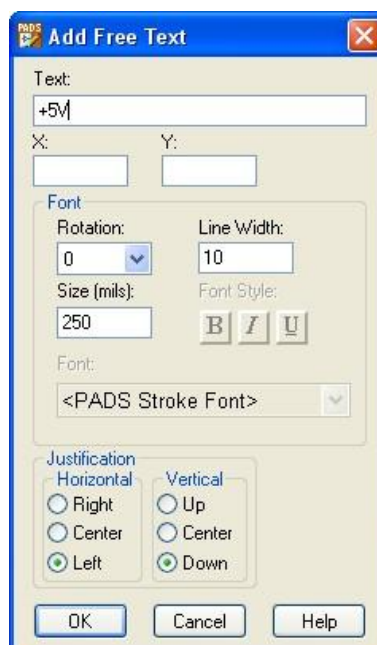 PADS
Add Free Text
Text:
+5V
X: Y:
Font
Rotation: Line Width:
0 10
Size (mils): Font Style:
250 B I U
Font:
<PADS Stroke Font>
Justification
Horizontal Vertical
Right Up
Center Center
Left Down
OK Cancel Help